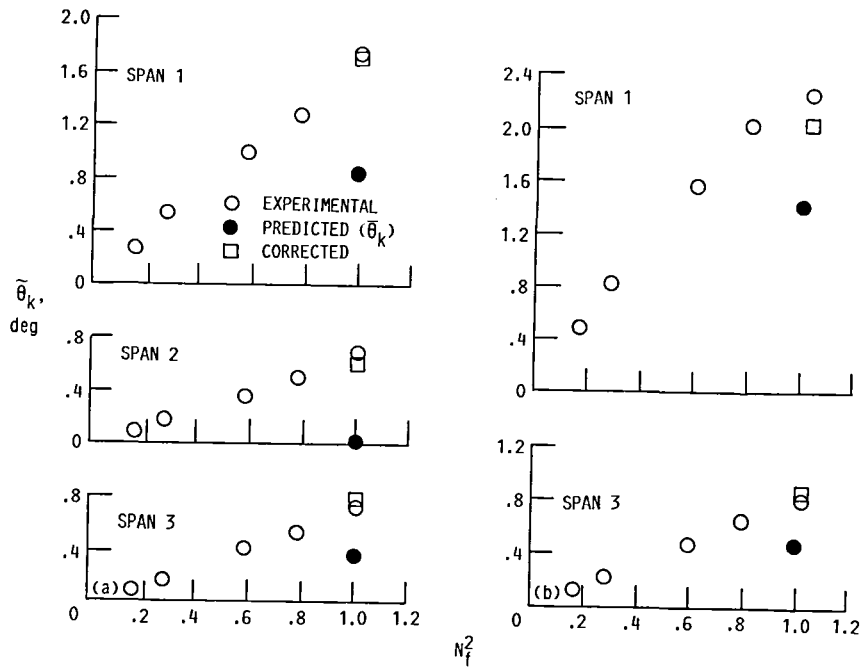 2.0
1.6
1.2
.8
.4
0
SPAN 1
EXPERIMENTAL
PREDICTED (θ̅k)
CORRECTED
θ̃k,
deg
.8
.4
0
SPAN 2
.8
.4
0
SPAN 3
(a)
.2 .4 .6 .8 1.0 1.2
2.4
2.0
1.6
1.2
.8
.4
0
SPAN 1
1.2
.8
.4
0
SPAN 3
(b)
.2 .4 .6 .8 1.0 1.2
N_f^2